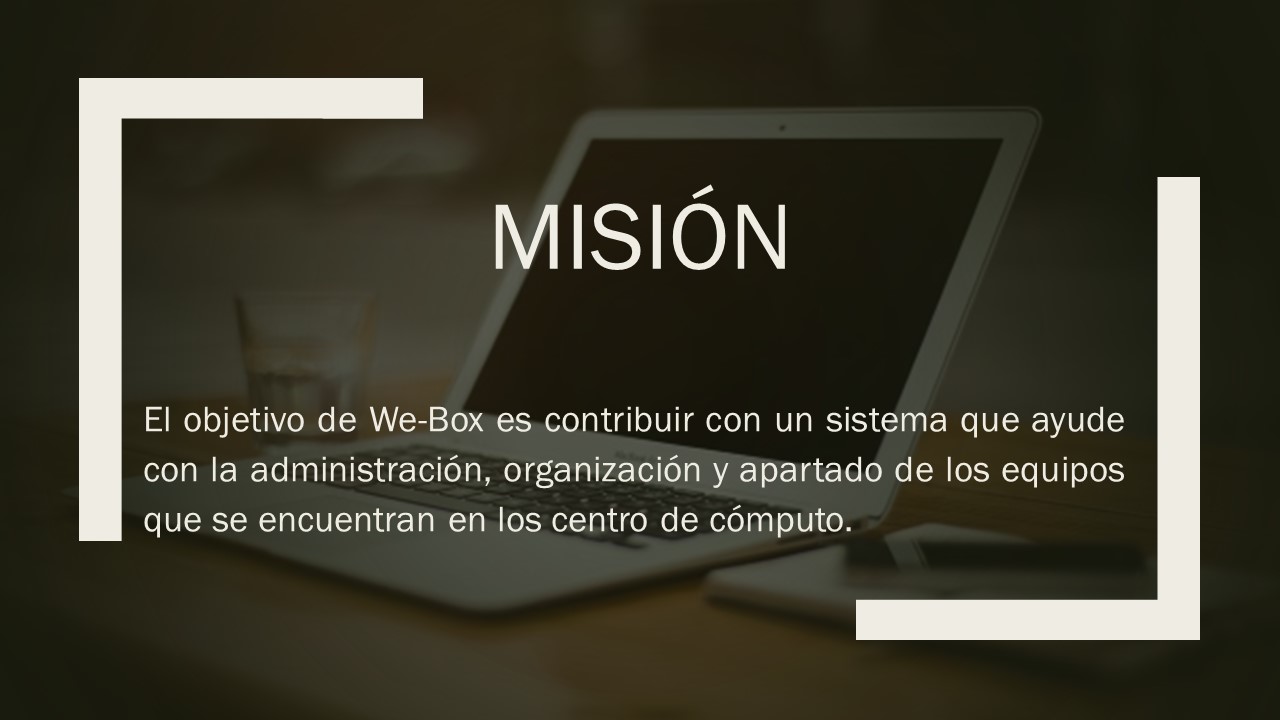 MISIÓN
El objetivo de We-Box es contribuir con un sistema que ayude
con la administración, organización y apartado de los equipos
que se encuentran en los centro de cómputo.